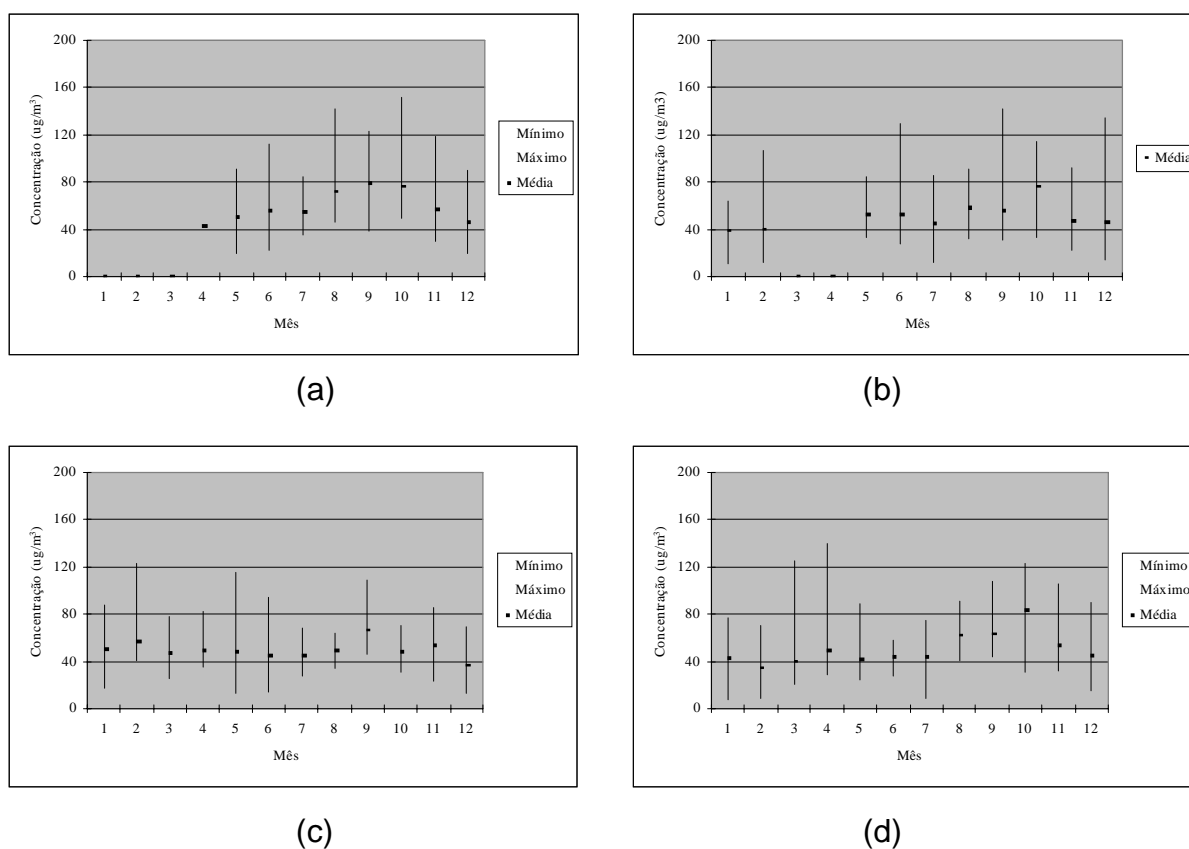 200
160
120
80
40
0
Concentração (ug/m³)
1 2 3 4 5 6 7 8 9 10 11 12
Mês
Mínimo
Máximo
Média
(a)
200
160
120
80
40
0
Concentração (ug/m3)
1 2 3 4 5 6 7 8 9 10 11 12
Mês
Média
(b)
200
160
120
80
40
0
Concentração (ug/m³)
1 2 3 4 5 6 7 8 9 10 11 12
Mês
Mínimo
Máximo
Média
(c)
200
160
120
80
40
0
Concentração (ug/m³)
1 2 3 4 5 6 7 8 9 10 11 12
Mês
Mínimo
Máximo
Média
(d)